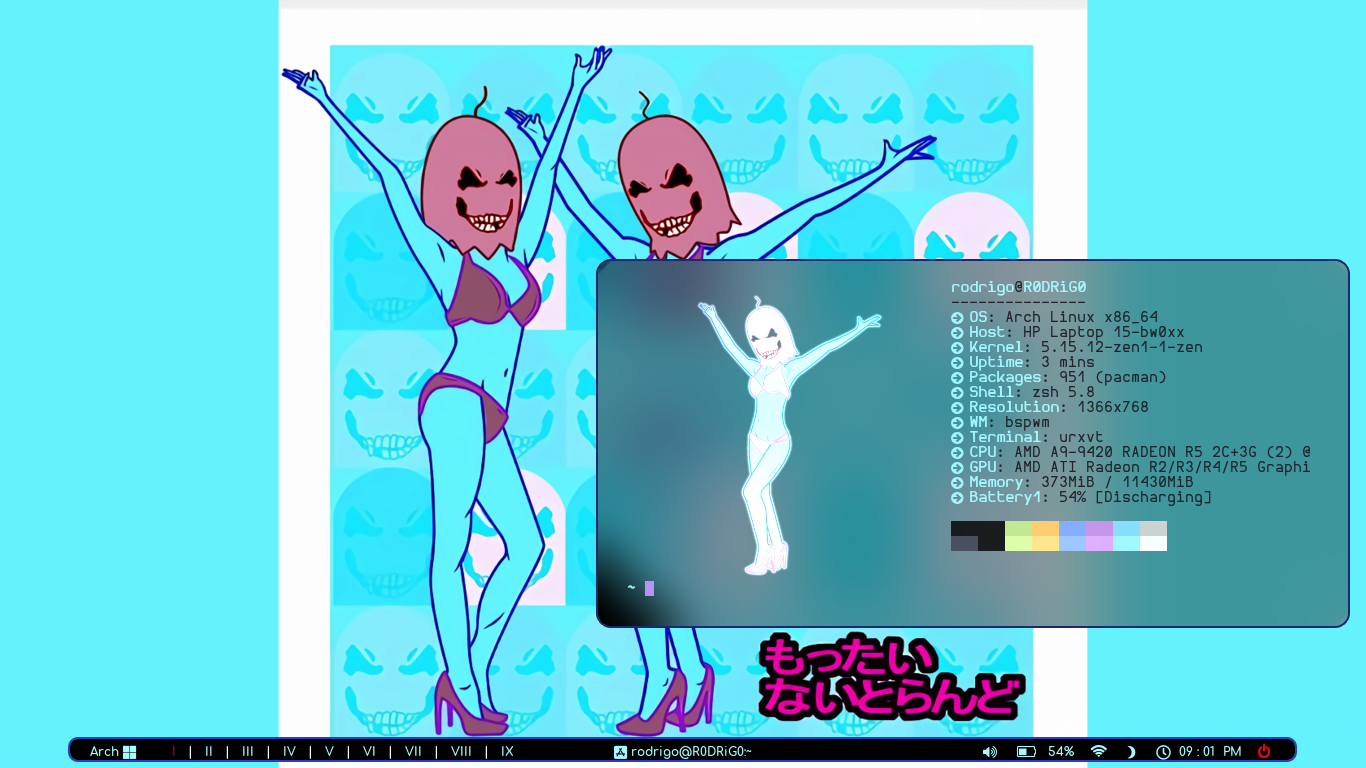 rodrigo@R0DRiG0
---------------
OS: Arch Linux x86_64
Host: HP Laptop 15-bw0xx
Kernel: 5.15.12-zen1-1-zen
Uptime: 3 mins
Packages: 951 (pacman)
Shell: zsh 5.8
Resolution: 1366x768
WM: bspwm
Terminal: urxvt
CPU: AMD A9-9420 RADEON R5 2C+3G (2) @
GPU: AMD ATI Radeon R2/R3/R4/R5 Graphi
Memory: 373MiB / 11430MiB
Battery1: 54% [Discharging]
~
もったい
ないとらんど
Arch I | II | III | IV | V | VI | VII | VIII | IX rodrigo@R0DRiG0:~ 54% 09 : 01 PM